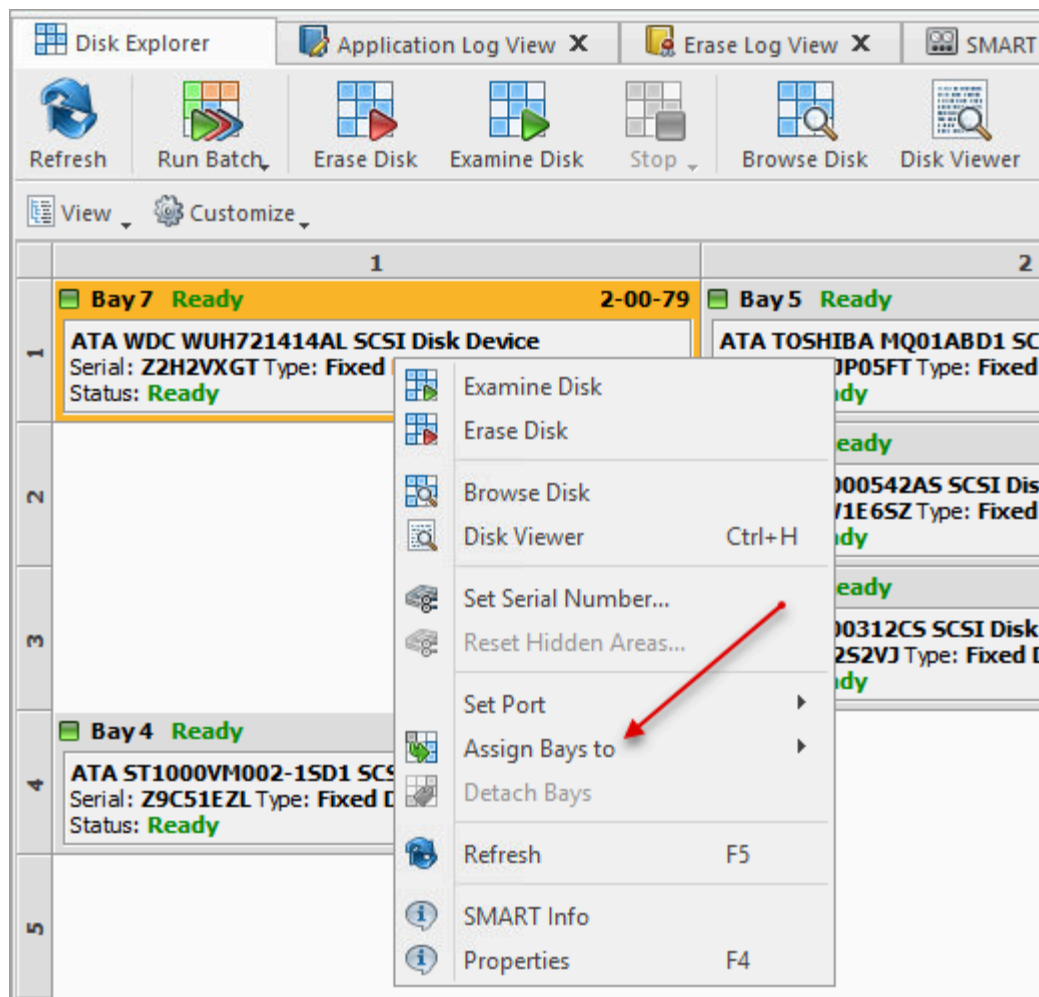 Disk Explorer Application Log View X Erase Log View X SMART
Refresh Run Batch Erase Disk Examine Disk Stop Browse Disk Disk Viewer
View Customize
1 2
1
Bay 7 Ready 2-00-79
ATA WDC WUH721414AL SCSI Disk Device
Serial: Z2H2VXGT Type: Fixed
Status: Ready
Bay 5 Ready
ATA TOSHIBA MQ01ABD1 SC
JP05FT Type: Fixed
dy
2
eady
000542AS SCSI Dis
1E6SZ Type: Fixed
dy
3
eady
00312CS SCSI Disk
2S2VJ Type: Fixed D
dy
4
Bay 4 Ready
ATA ST1000VM002-1SD1 SCS
Serial: Z9C51EZL Type: Fixed D
Status: Ready
5
Examine Disk
Erase Disk
Browse Disk
Disk Viewer Ctrl+H
Set Serial Number...
Reset Hidden Areas...
Set Port
Assign Bays to
Detach Bays
Refresh F5
SMART Info
Properties F4